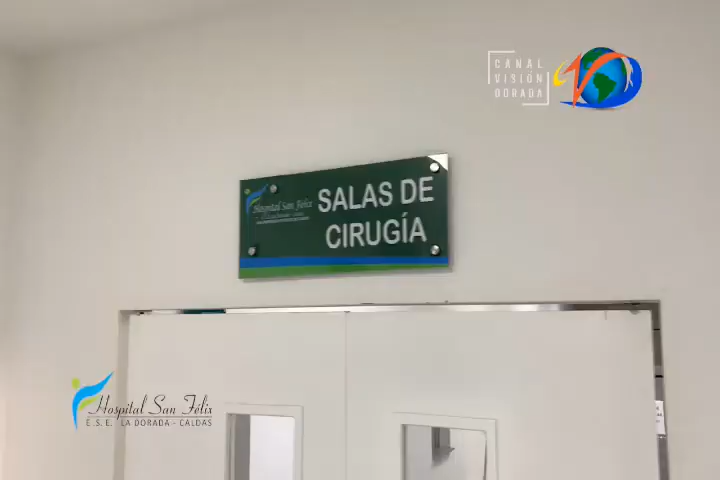 CANAL
VISIÓN
DORADA
Hospital San Félix
SALAS DE
CIRUGÍA
Hospital San Félix
E.S.E. LA DORADA - CALDAS